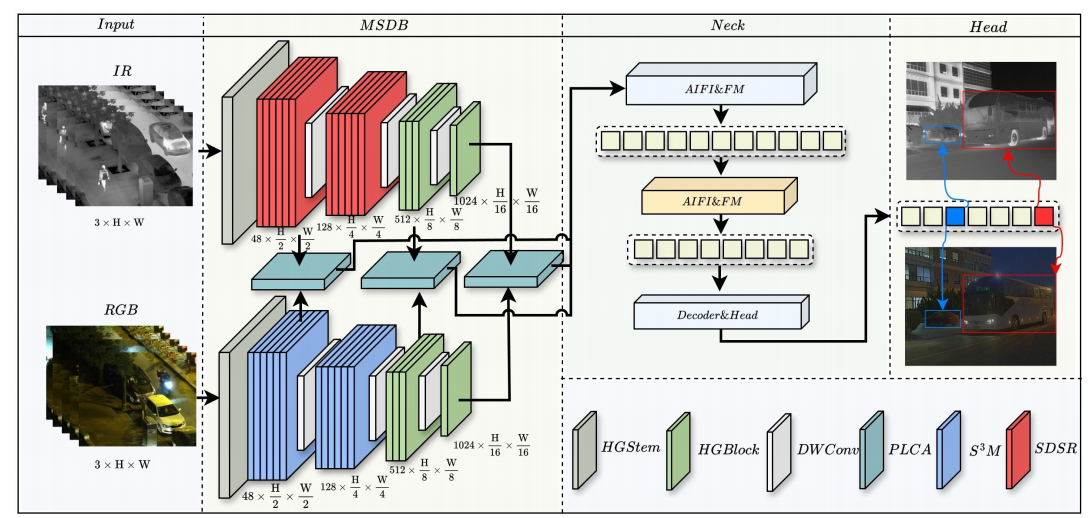 Input
MSDB
Neck
Head
IR
3 × H × W
48 × H/2 × W/2
128 × H/4 × W/4
512 × H/8 × W/8
1024 × H/16 × W/16
RGB
3 × H × W
48 × H/2 × W/2
128 × H/4 × W/4
512 × H/8 × W/8
1024 × H/16 × W/16
AIFI&FM
AIFI&FM
Decoder&Head
HGStem
HGBlock
DWConv
PLCA
S³M
SDSR